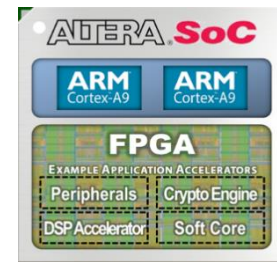 ALTERA. SoC
ARM ARM
Cortex-A9 Cortex-A9
FPGA
EXAMPLE APPLICATION ACCELERATORS
Peripherals Crypto Engine
DSP Accelerator Soft Core